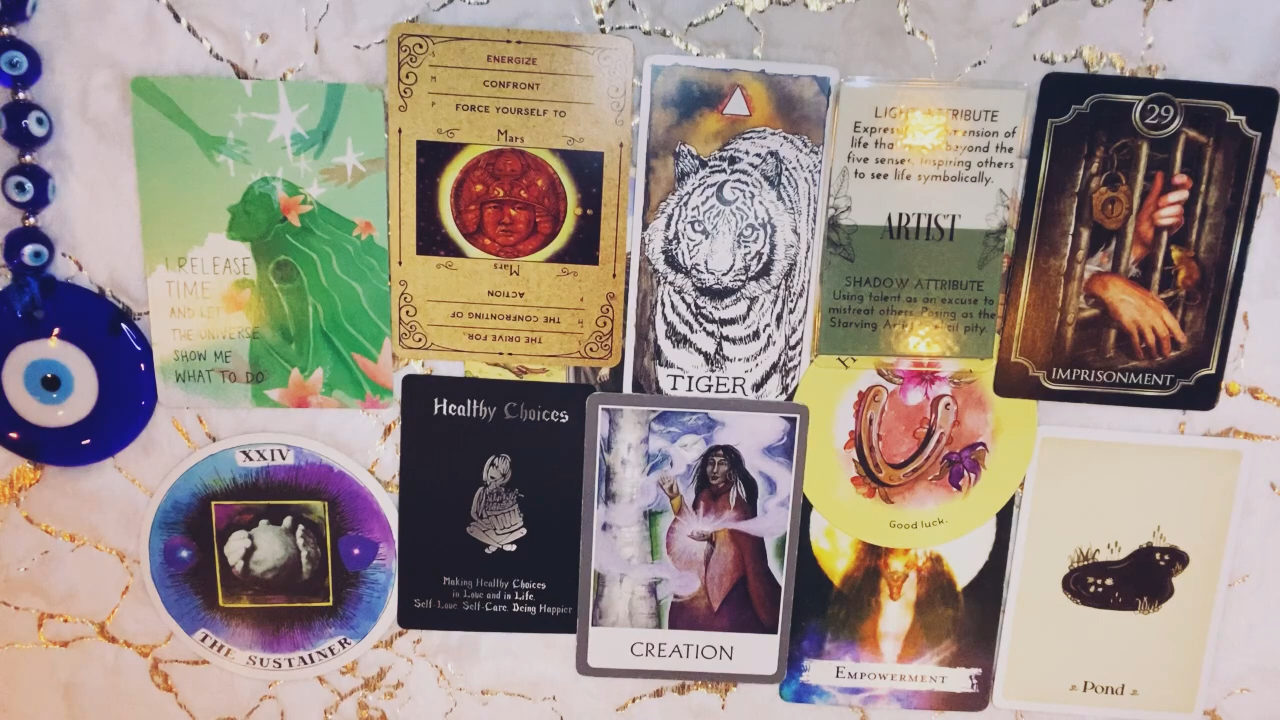 I RELEASE
TIME
AND LET
THE UNIVERSE
SHOW ME
WHAT TO DO
ENERGIZE
CONFRONT
FORCE YOURSELF TO
Mars
Mars
ACTION
THE CONFRONTING OF
THE DRIVE FOR:
TIGER
LIGHT ATTRIBUTE
life beyond the
five senses, inspiring others
to see life symbolically.
ARTIST
SHADOW ATTRIBUTE
Using talent as an excuse to
mistreat others. Posing as the
Starving pity.
29
IMPRISONMENT
XXIV
THE SUSTAINER
Healthy Choices
Making Healthy Choices
in Love and in Life.
Self-Love. Self-Care. Being Happier
CREATION
Good luck.
EMPOWERMENT
Pond